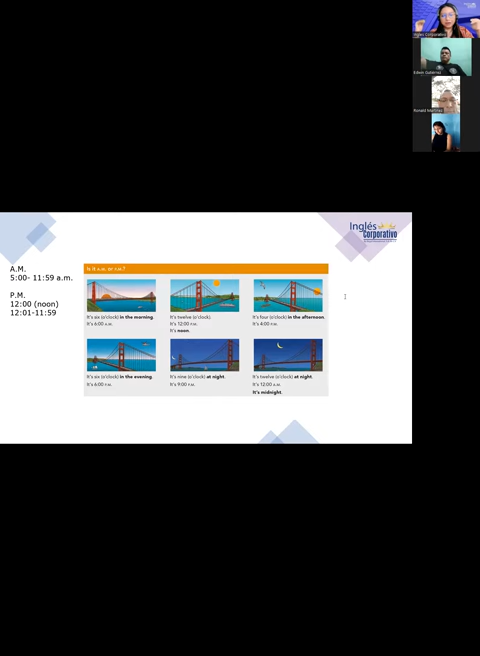 Inglés Corporativo
Edwin Gutiérrez
Ronald Martínez
Inglés
Corporativo
A.M.
5:00- 11:59 a.m.
P.M.
12:00 (noon)
12:01-11:59
Is it A.M. or P.M.?
It's six (o'clock) in the morning.
It's 6:00 A.M.
It's twelve (o'clock).
It's 12:00 P.M.
It's noon.
It's four (o'clock) in the afternoon.
It's 4:00 P.M.
It's six (o'clock) in the evening.
It's 6:00 P.M.
It's nine (o'clock) at night.
It's 9:00 P.M.
It's twelve (o'clock) at night.
It's 12:00 A.M.
It's midnight.